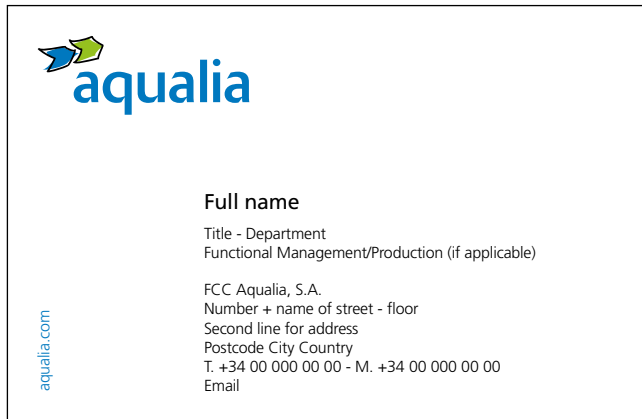 aqualia
Full name
Title - Department
Functional Management/Production (if applicable)
FCC Aqualia, S.A.
Number + name of street - floor
Second line for address
Postcode City Country
T. +34 00 000 00 00 - M. +34 00 000 00 00
Email
aqualia.com